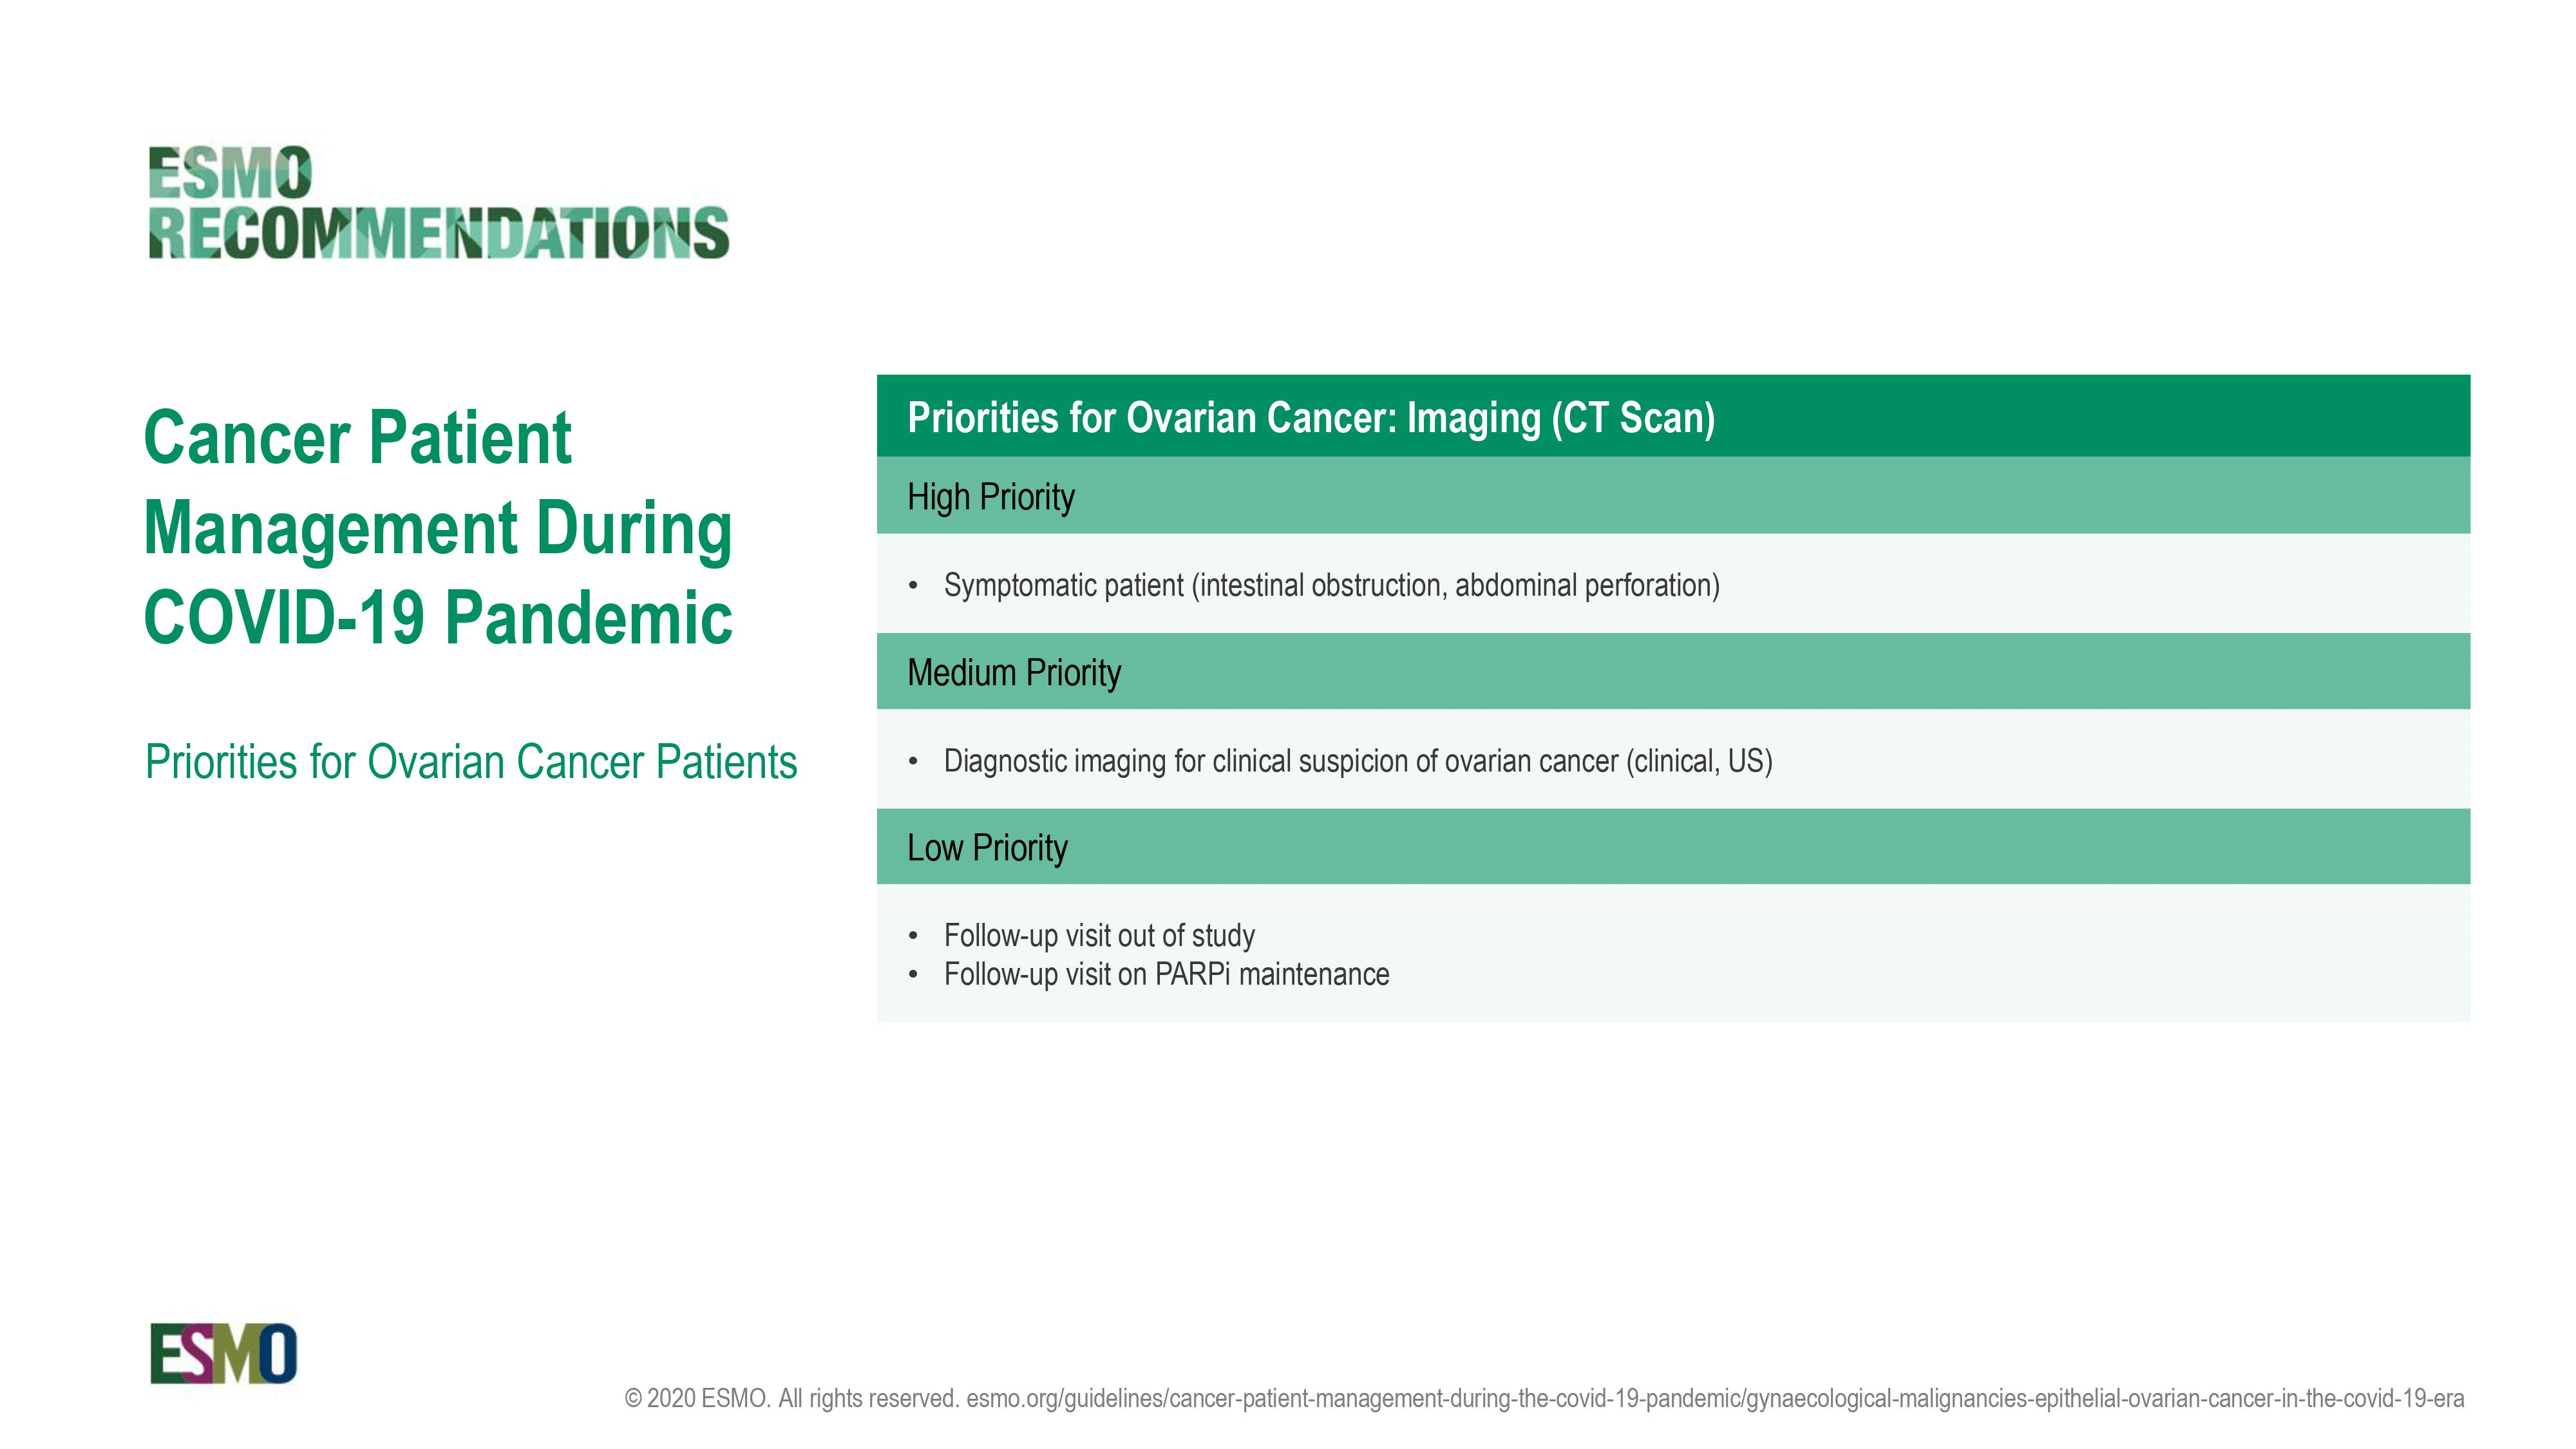 ESMO
RECOMMENDATIONS
Cancer Patient
Management During
COVID-19 Pandemic
Priorities for Ovarian Cancer Patients
Priorities for Ovarian Cancer: Imaging (CT Scan)
High Priority
• Symptomatic patient (intestinal obstruction, abdominal perforation)
Medium Priority
• Diagnostic imaging for clinical suspicion of ovarian cancer (clinical, US)
Low Priority
• Follow-up visit out of study
• Follow-up visit on PARPi maintenance
ESMO
© 2020 ESMO. All rights reserved. esmo.org/guidelines/cancer-patient-management-during-the-covid-19-pandemic/gynaecological-malignancies-epithelial-ovarian-cancer-in-the-covid-19-era